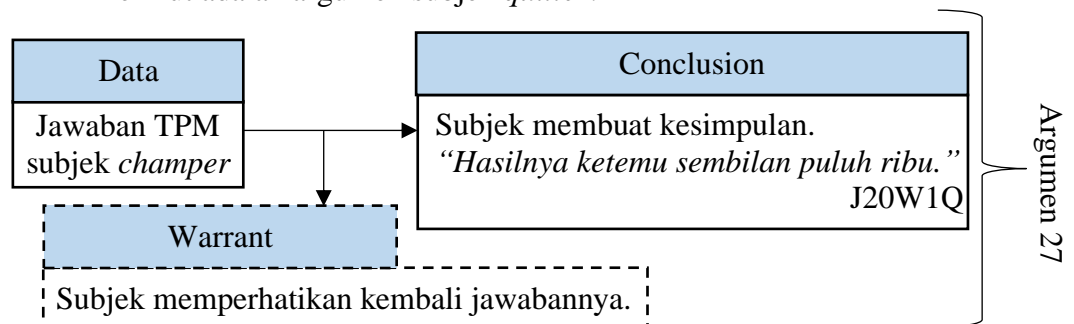 Data
Jawaban TPM
subjek champer
Conclusion
Subjek membuat kesimpulan.
“Hasilnya ketemu sembilan puluh ribu.”
J20W1Q
Warrant
Subjek memperhatikan kembali jawabannya.
Argumen 27